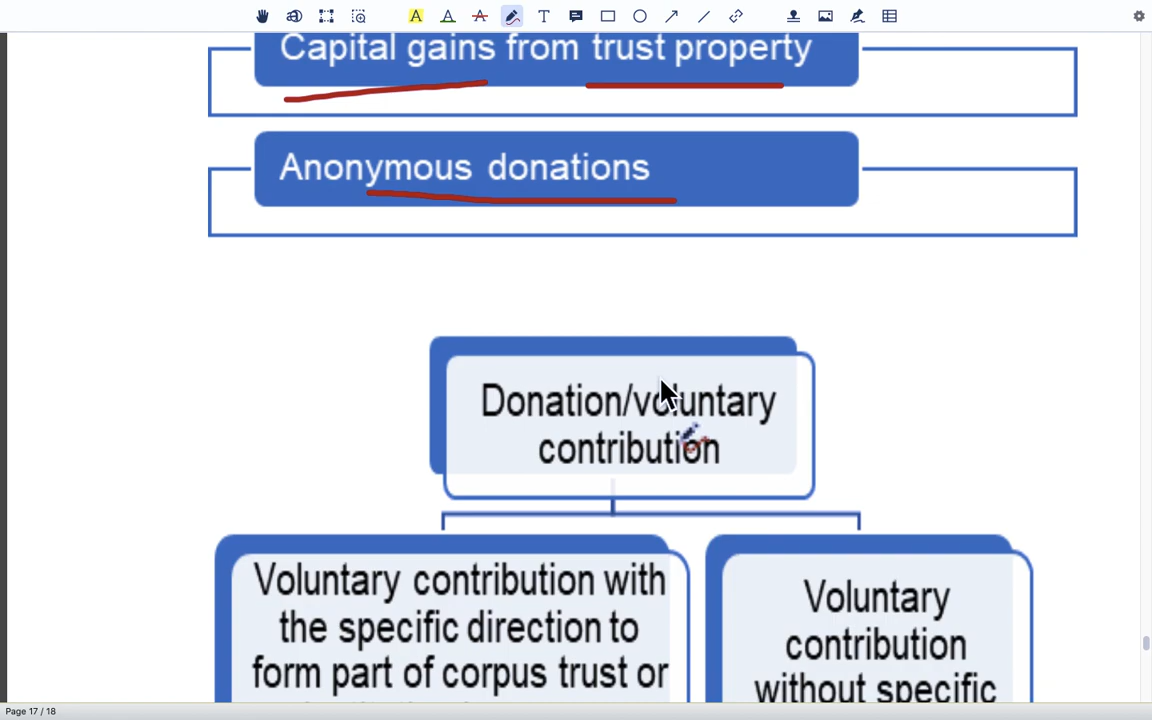 Capital gains from trust property
Anonymous donations
Donation/voluntary
contribution
Voluntary contribution with
the specific direction to
form part of corpus trust or
Voluntary
contribution
without specific
Page 17 / 18